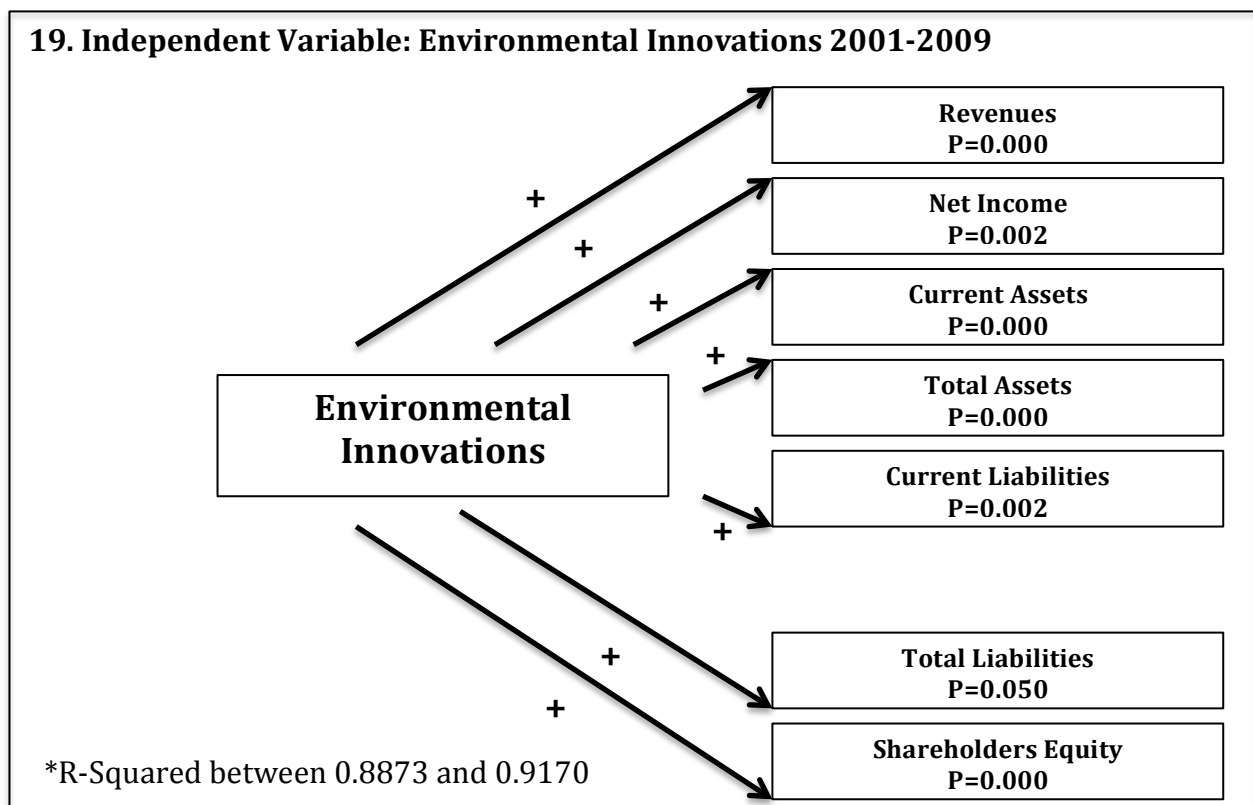 19. Independent Variable: Environmental Innovations 2001-2009
Revenues
P=0.000
+
Net Income
P=0.002
+
Current Assets
P=0.000
+
Total Assets
P=0.000
+
Environmental
Innovations
Current Liabilities
P=0.002
+
Total Liabilities
P=0.050
+
Shareholders Equity
P=0.000
+
*R-Squared between 0.8873 and 0.9170